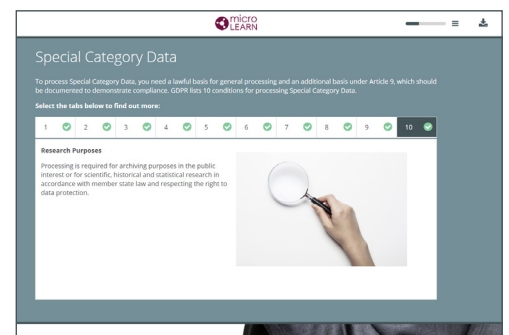 micro
LEARN
Special Category Data
To process Special Category Data, you need a lawful basis for general processing and an additional basis under Article 9, which should
be documented to demonstrate compliance. GDPR lists 10 conditions for processing Special Category Data.
Select the tabs below to find out more:
1 2 3 4 5 6 7 8 9 10
Research Purposes
Processing is required for archiving purposes in the public
interest or for scientific, historical and statistical research in
accordance with member state law and respecting the right to
data protection.